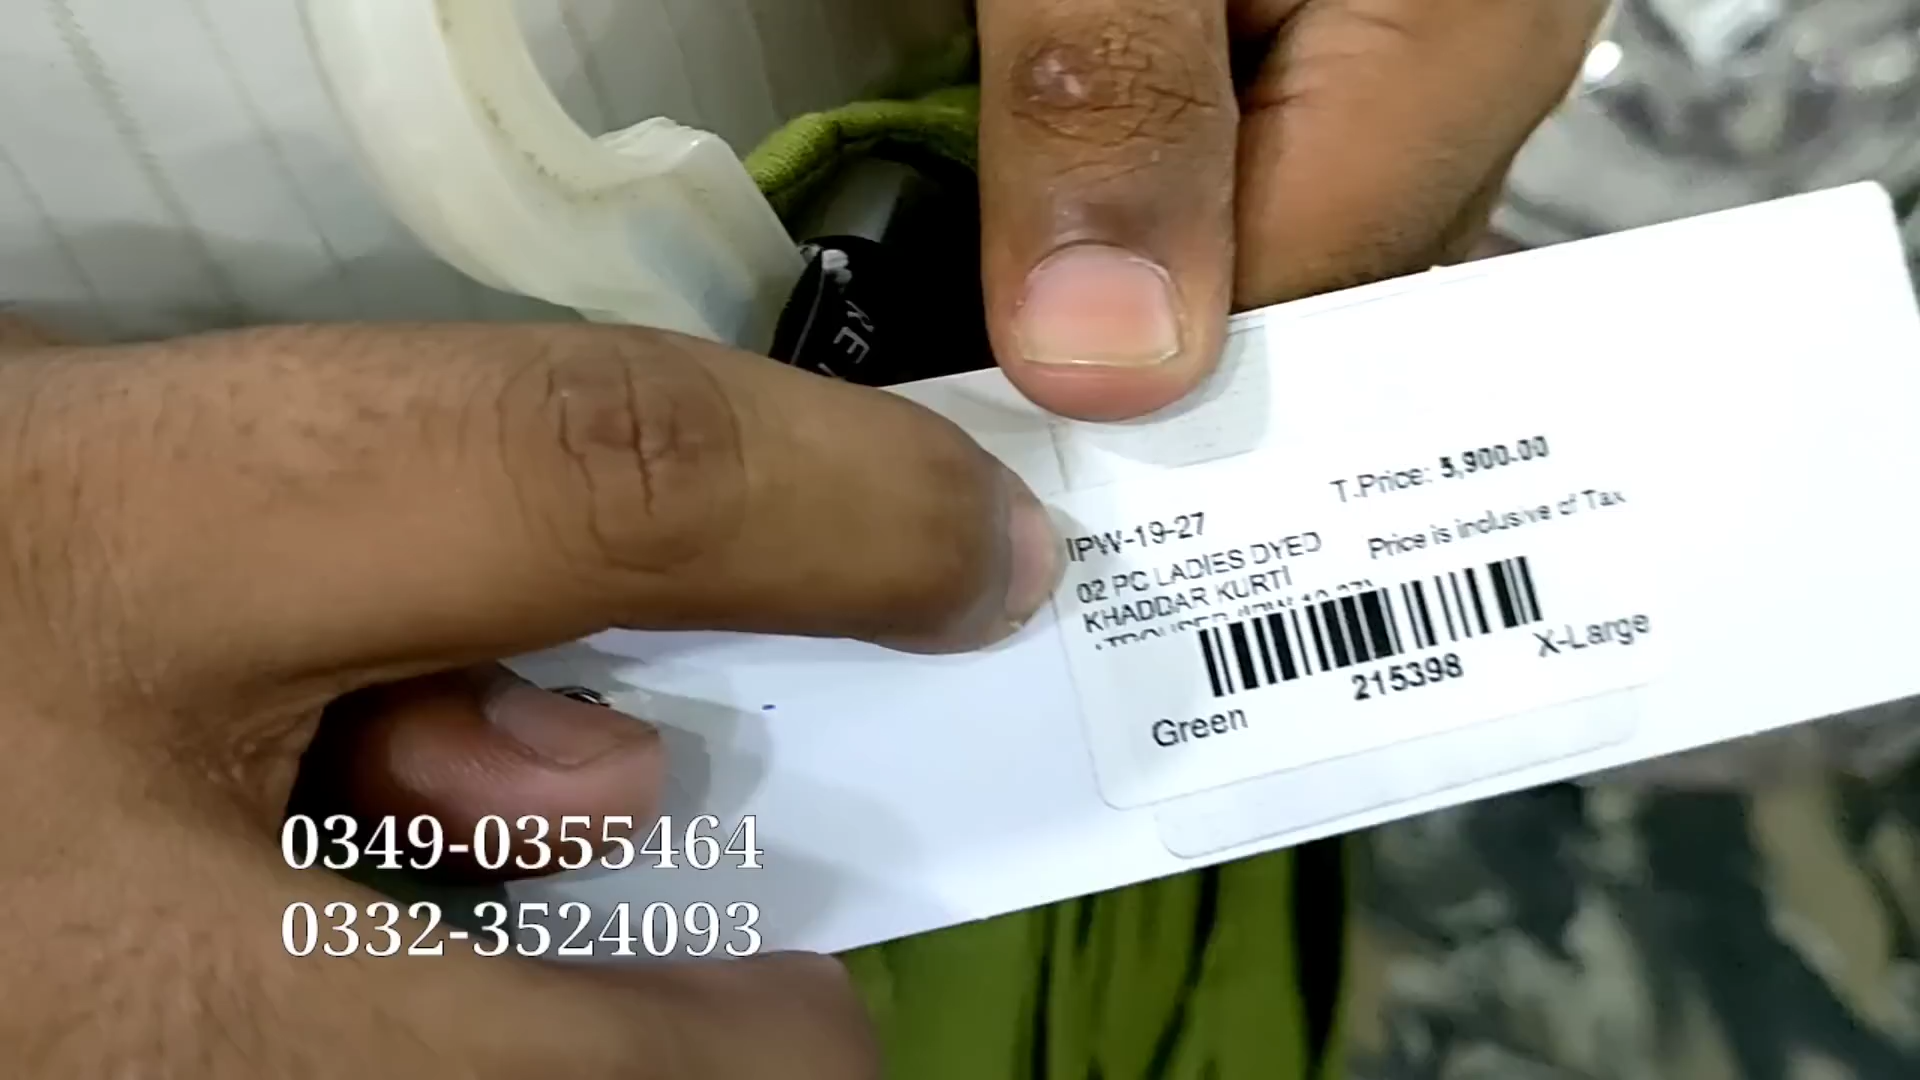 T.Price: 5,900.00
IPW-19-27
Price is inclusive of Tax
02 PC LADIES DYED
KHADDAR KURTI
215398
X-Large
Green
0349-0355464
0332-3524093